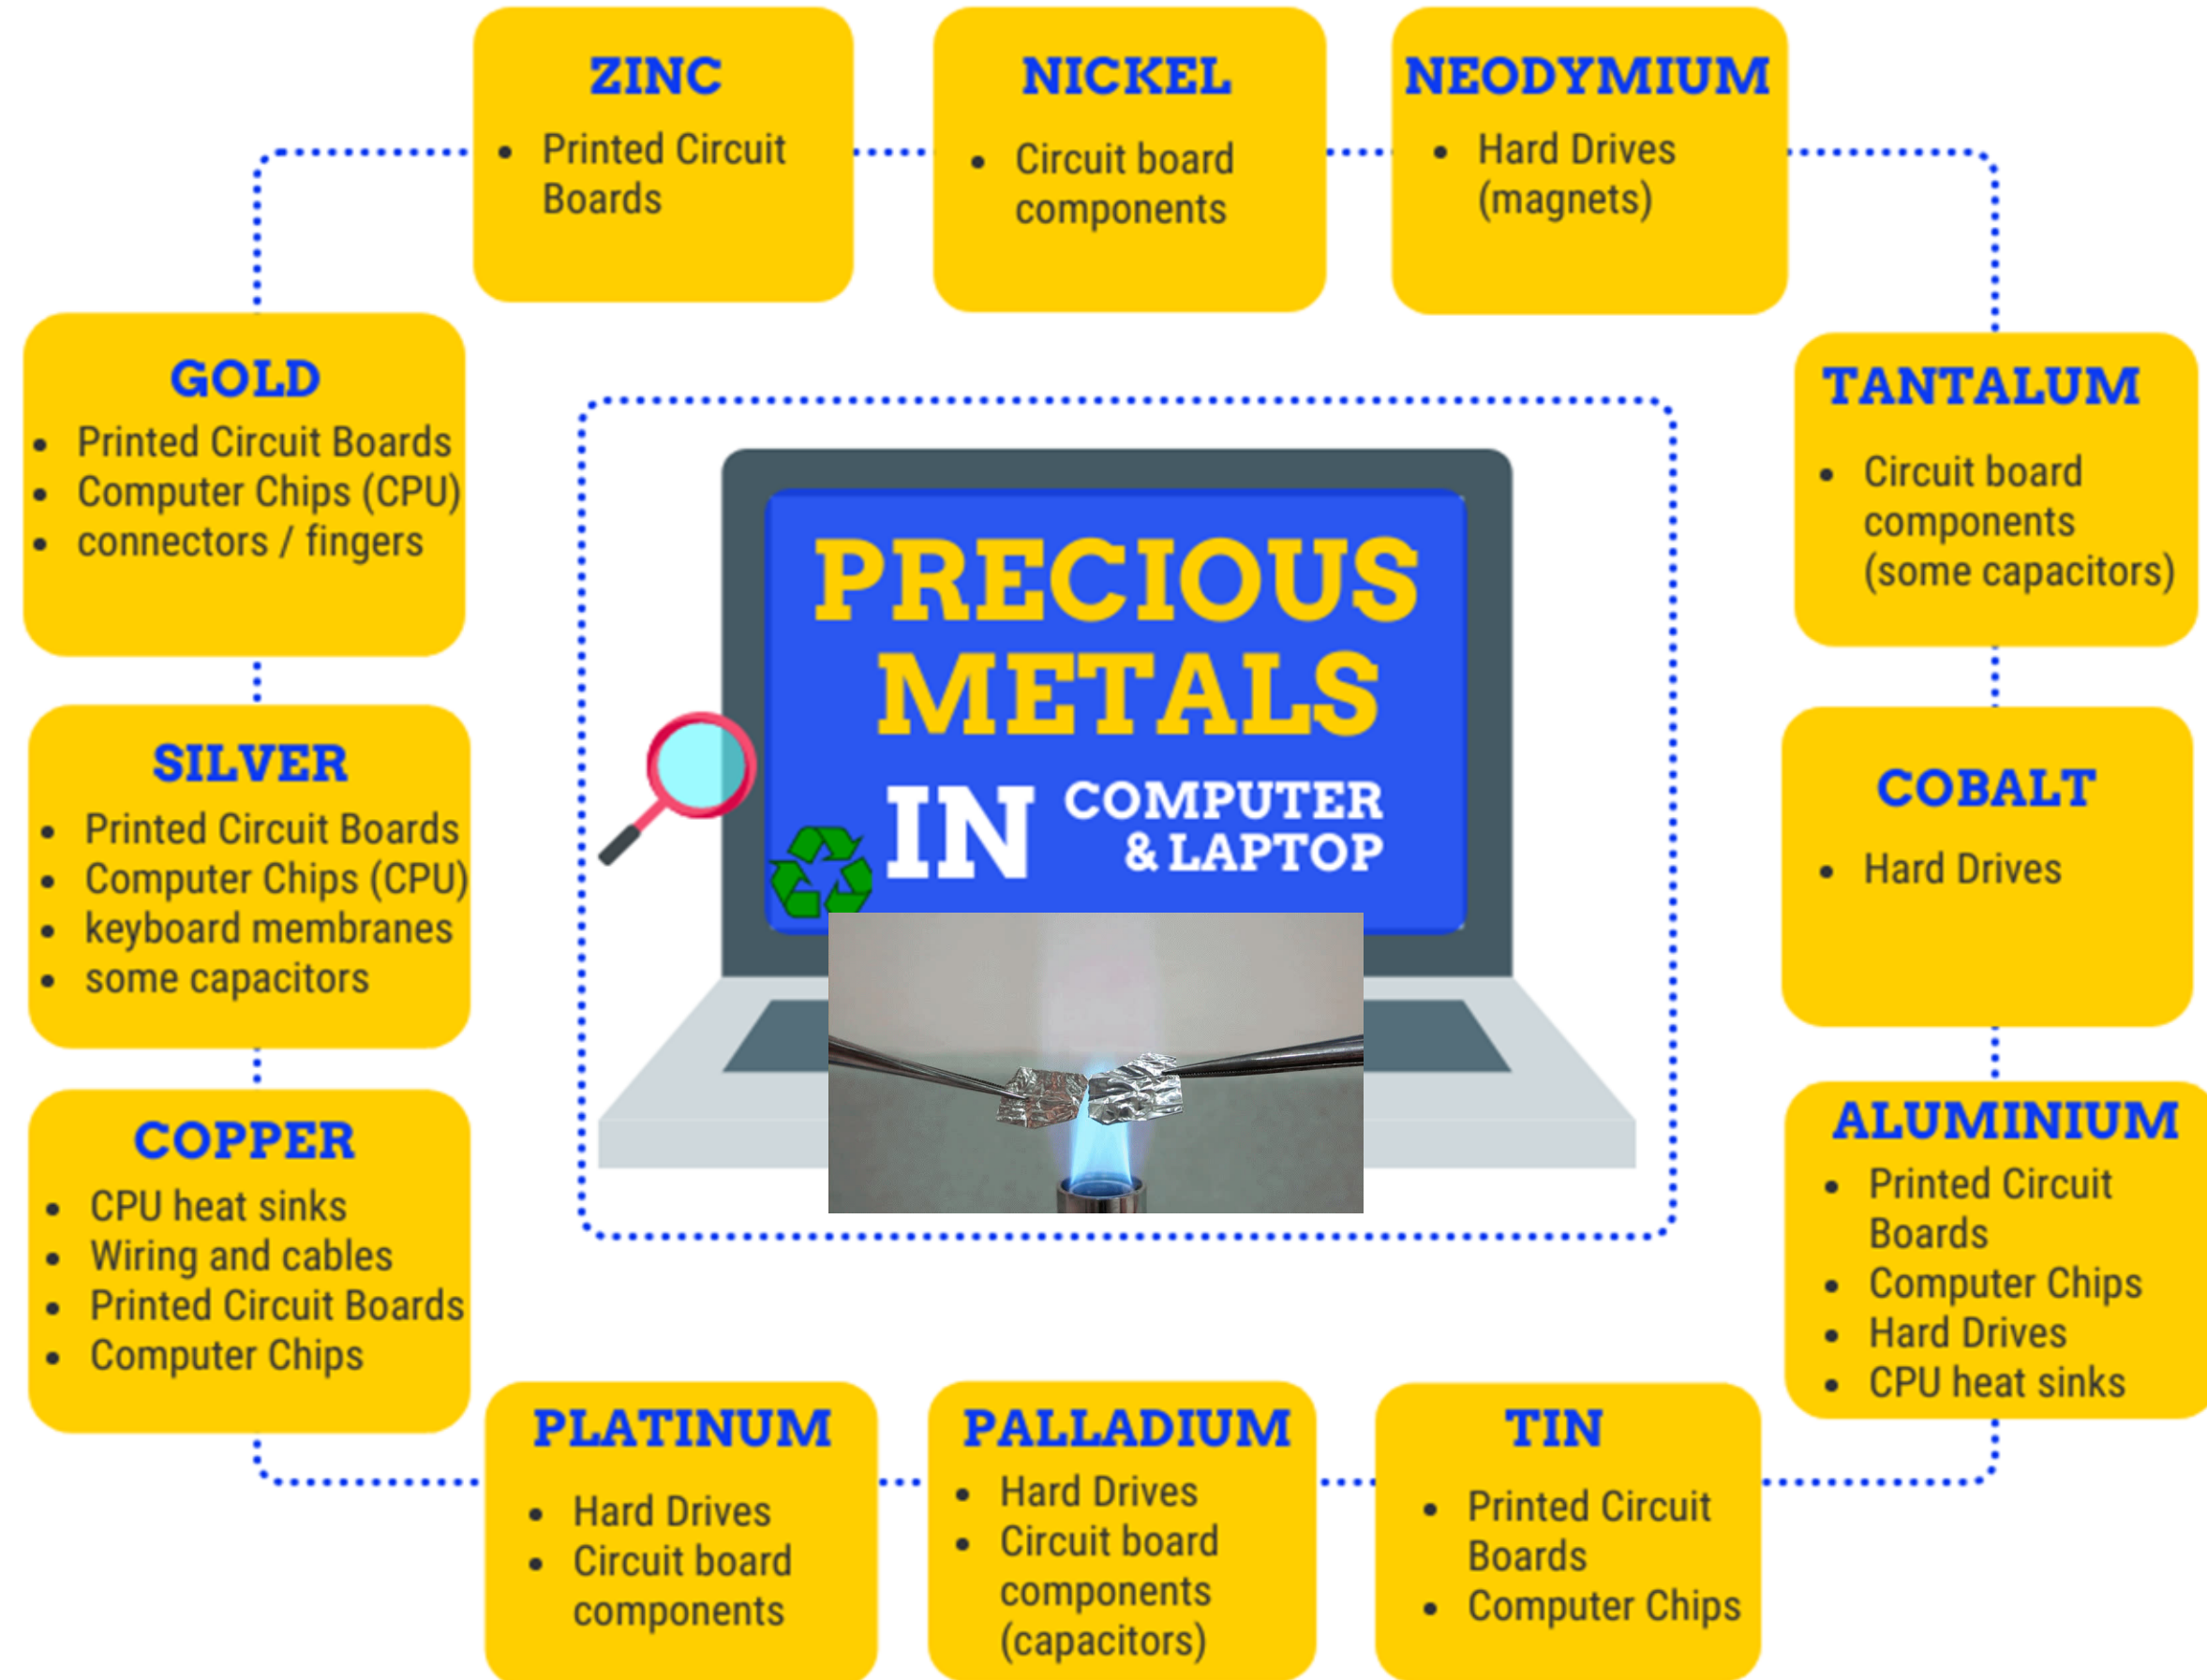 ZINC
• Printed Circuit
Boards
NICKEL
• Circuit board
components
NEODYMIUM
• Hard Drives
(magnets)
GOLD
• Printed Circuit Boards
• Computer Chips (CPU)
• connectors / fingers
TANTALUM
• Circuit board
components
(some capacitors)
PRECIOUS
METALS
IN COMPUTER
& LAPTOP
SILVER
• Printed Circuit Boards
• Computer Chips (CPU)
• keyboard membranes
• some capacitors
COBALT
• Hard Drives
COPPER
• CPU heat sinks
• Wiring and cables
• Printed Circuit Boards
• Computer Chips
ALUMINIUM
• Printed Circuit
Boards
• Computer Chips
• Hard Drives
• CPU heat sinks
PLATINUM
• Hard Drives
• Circuit board
components
PALLADIUM
• Hard Drives
• Circuit board
components
(capacitors)
TIN
• Printed Circuit
Boards
• Computer Chips